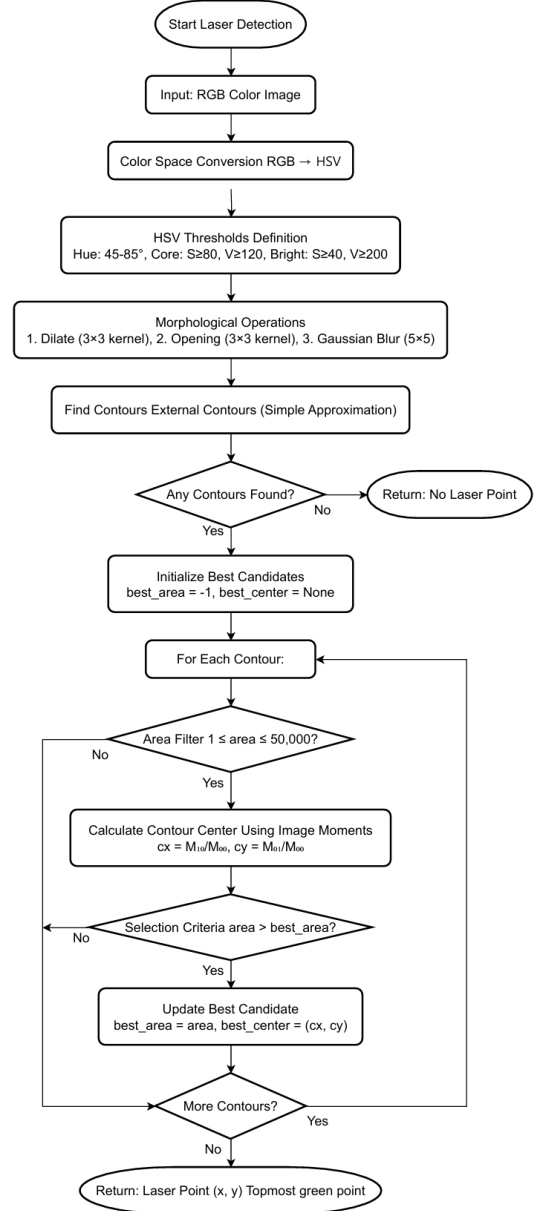 Start Laser Detection
Input: RGB Color Image
Color Space Conversion RGB → HSV
HSV Thresholds Definition
Hue: 45-85°, Core: S≥80, V≥120, Bright: S≥40, V≥200
Morphological Operations
1. Dilate (3×3 kernel), 2. Opening (3×3 kernel), 3. Gaussian Blur (5×5)
Find Contours External Contours (Simple Approximation)
Any Contours Found?
No
Return: No Laser Point
Yes
Initialize Best Candidates
best_area = -1, best_center = None
For Each Contour:
Area Filter 1 ≤ area ≤ 50,000?
No
Yes
Calculate Contour Center Using Image Moments
cx = M₁₀/M₀₀, cy = M₀₁/M₀₀
Selection Criteria area > best_area?
No
Yes
Update Best Candidate
best_area = area, best_center = (cx, cy)
More Contours?
Yes
No
Return: Laser Point (x, y) Topmost green point